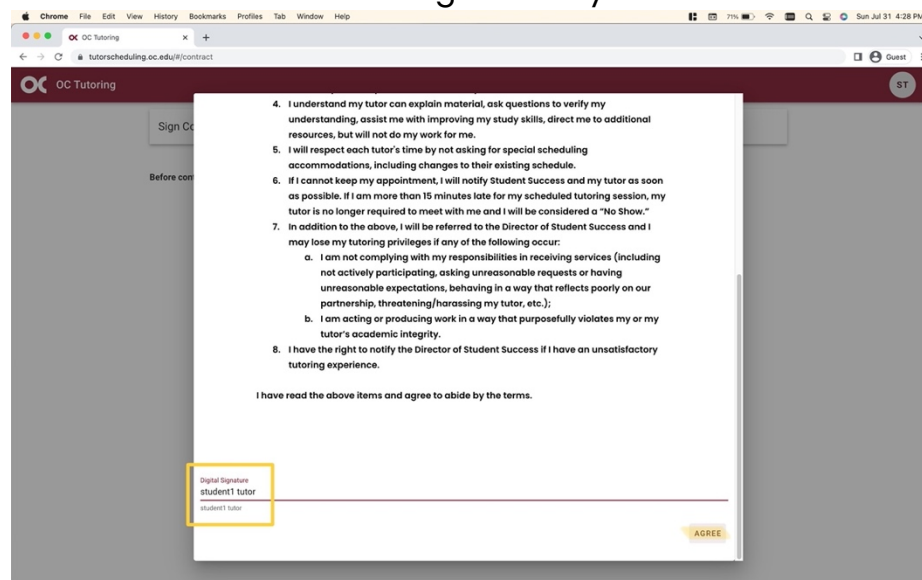 Chrome File Edit View History Bookmarks Profiles Tab Window Help
71%
Sun Jul 31 4:28 PM
OC Tutoring
tutorscheduling.oc.edu/#/contract
Guest
OC Tutoring
ST
Sign Co
Before con
4. I understand my tutor can explain material, ask questions to verify my
understanding, assist me with improving my study skills, direct me to additional
resources, but will not do my work for me.
5. I will respect each tutor's time by not asking for special scheduling
accommodations, including changes to their existing schedule.
6. If I cannot keep my appointment, I will notify Student Success and my tutor as soon
as possible. If I am more than 15 minutes late for my scheduled tutoring session, my
tutor is no longer required to meet with me and I will be considered a “No Show.”
7. In addition to the above, I will be referred to the Director of Student Success and I
may lose my tutoring privileges if any of the following occur:
a. I am not complying with my responsibilities in receiving services (including
not actively participating, asking unreasonable requests or having
unreasonable expectations, behaving in a way that reflects poorly on our
partnership, threatening/harassing my tutor, etc.);
b. I am acting or producing work in a way that purposefully violates my or my
tutor's academic integrity.
8. I have the right to notify the Director of Student Success if I have an unsatisfactory
tutoring experience.
I have read the above items and agree to abide by the terms.
Digital Signature
student1 tutor
student1 tutor
AGREE